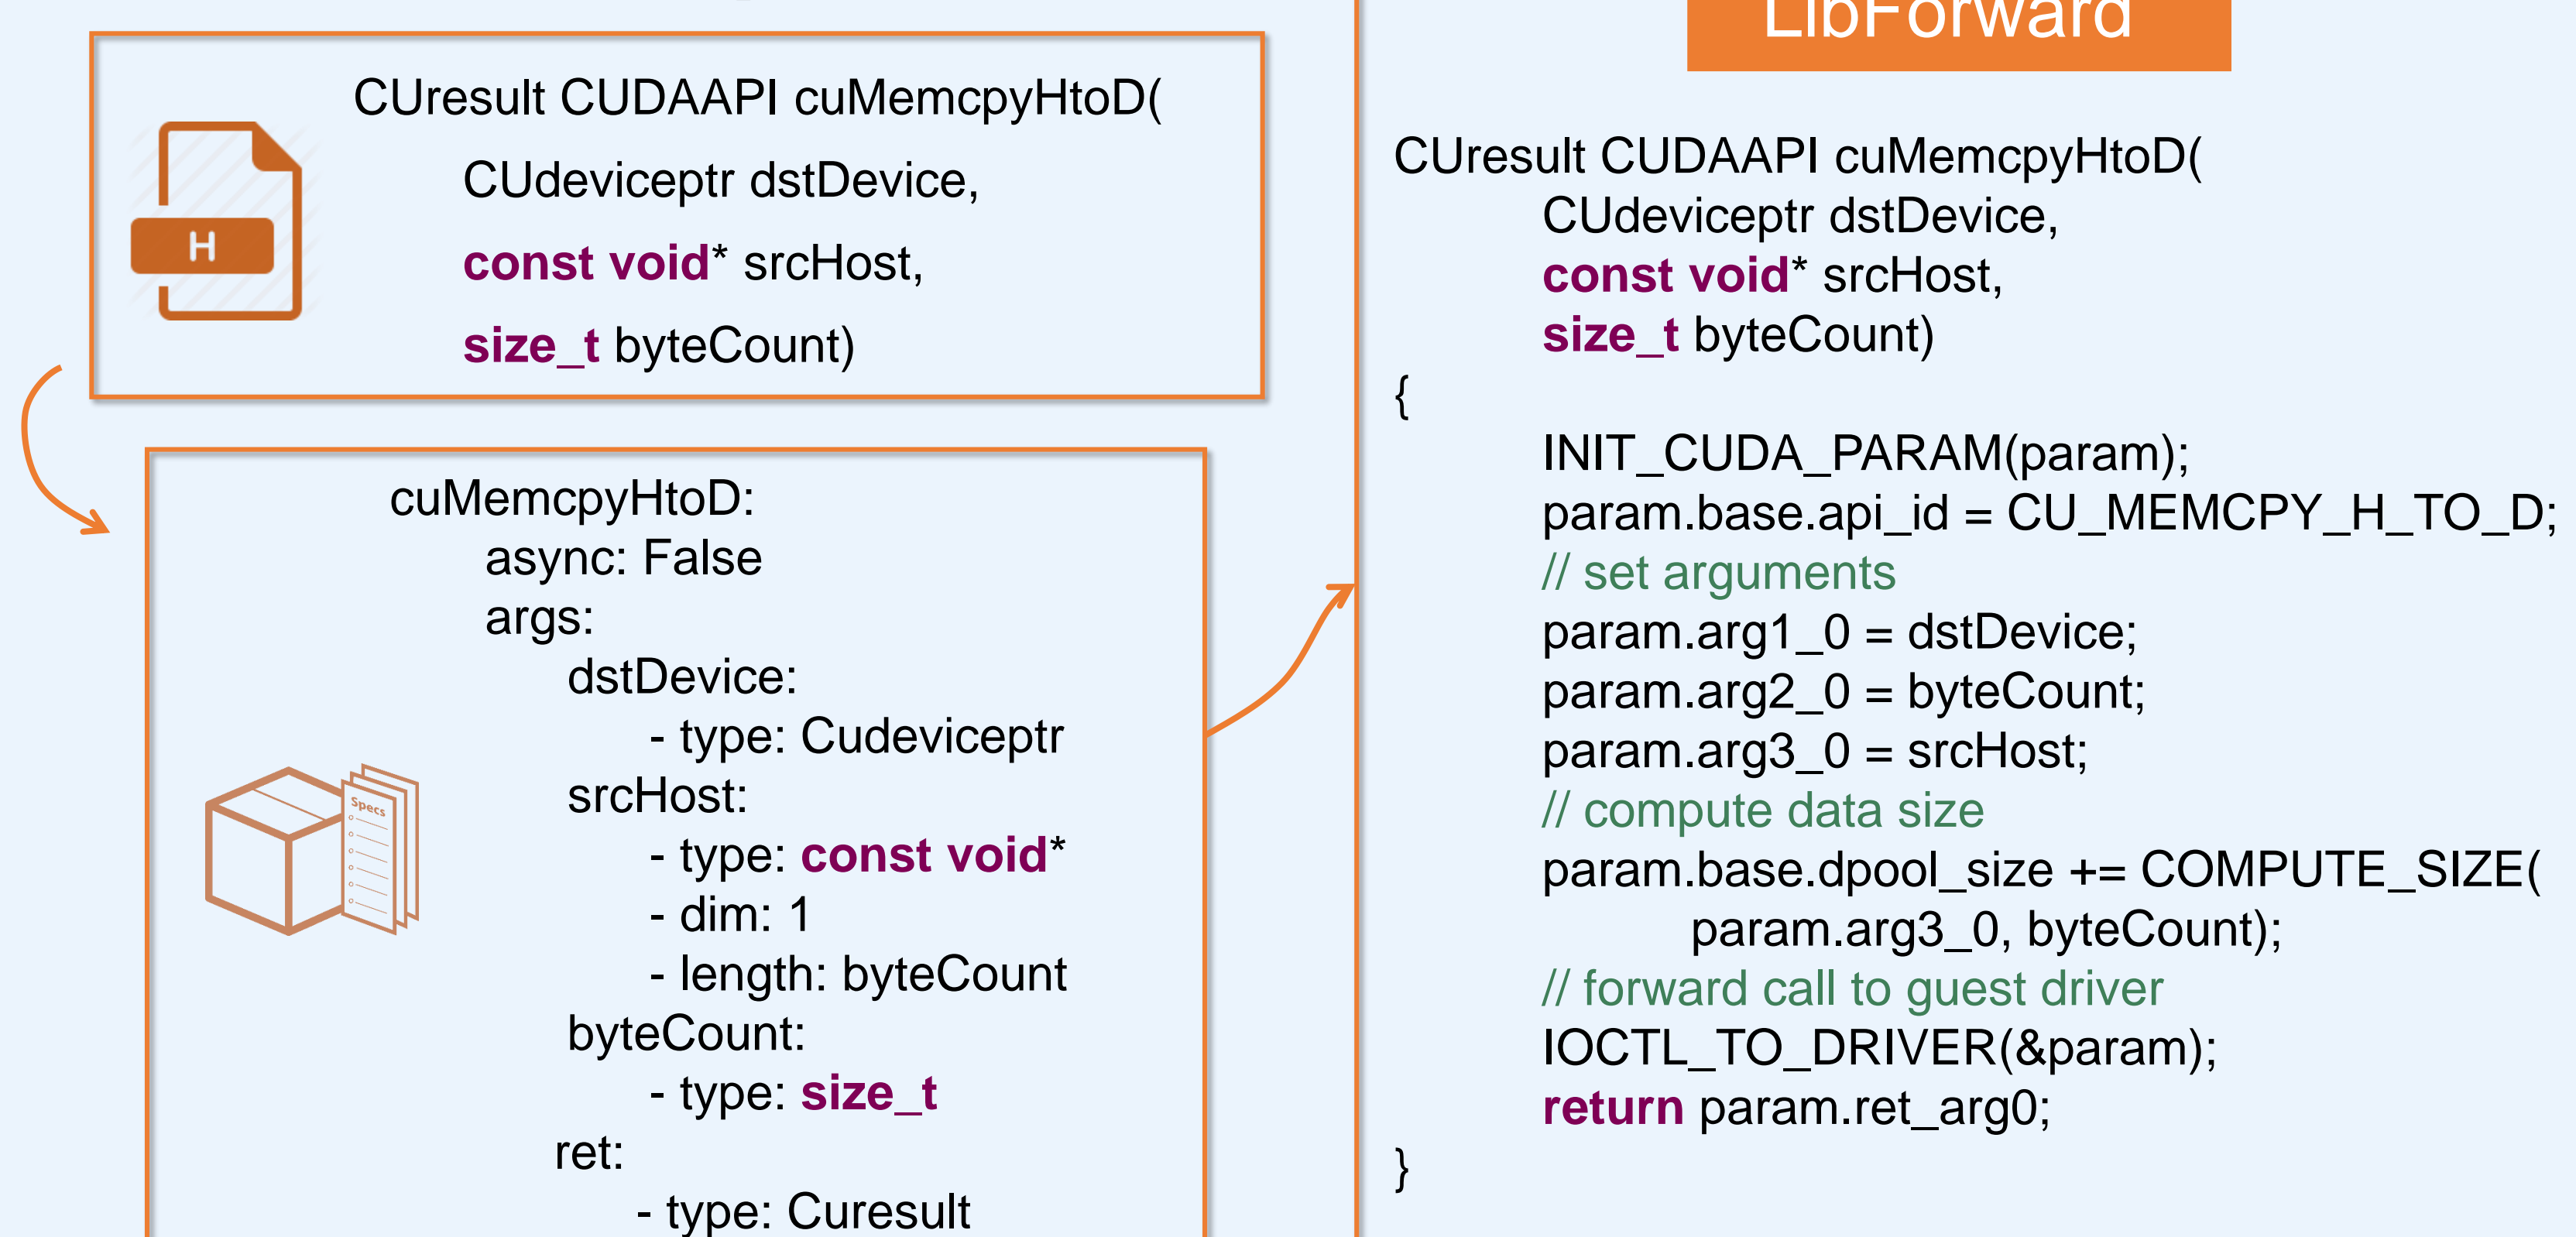 CUresult CUDAAPI cuMemcpyHtoD(
CUdeviceptr dstDevice,
const void* srcHost,
size_t byteCount)
H
cuMemcpyHtoD:
async: False
args:
dstDevice:
- type: Cudeviceptr
srcHost:
- type: const void*
- dim: 1
- length: byteCount
byteCount:
- type: size_t
ret:
- type: Curesult
Specs
LibForward
CUresult CUDAAPI cuMemcpyHtoD(
CUdeviceptr dstDevice,
const void* srcHost,
size_t byteCount)
{
INIT_CUDA_PARAM(param);
param.base.api_id = CU_MEMCPY_H_TO_D;
// set arguments
param.arg1_0 = dstDevice;
param.arg2_0 = byteCount;
param.arg3_0 = srcHost;
// compute data size
param.base.dpool_size += COMPUTE_SIZE(
param.arg3_0, byteCount);
// forward call to guest driver
IOCTL_TO_DRIVER(&param);
return param.ret_arg0;
}